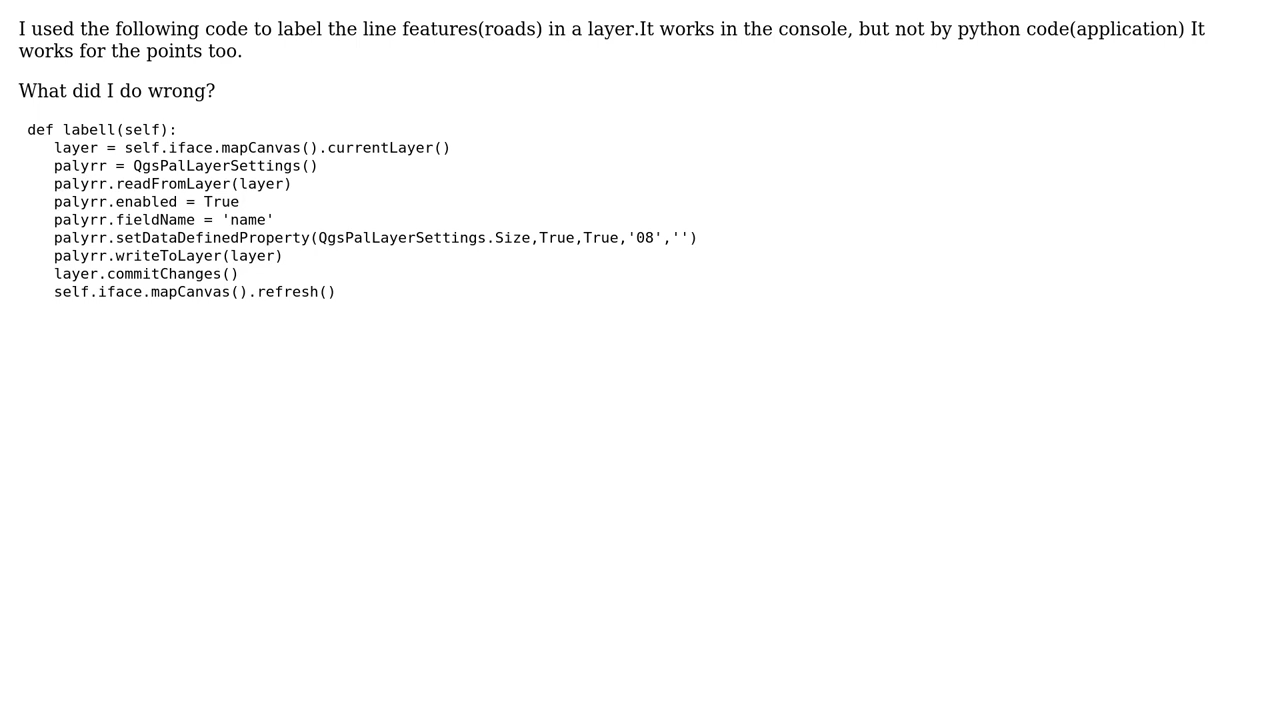 I used the following code to label the line features(roads) in a layer.It works in the console, but not by python code(application) It
works for the points too.
What did I do wrong?
def labell(self):
layer = self.iface.mapCanvas().currentLayer()
palyrr = QgsPalLayerSettings()
palyrr.readFromLayer(layer)
palyrr.enabled = True
palyrr.fieldName = 'name'
palyrr.setDataDefinedProperty(QgsPalLayerSettings.Size,True,True,'08','')
palyrr.writeToLayer(layer)
layer.commitChanges()
self.iface.mapCanvas().refresh()